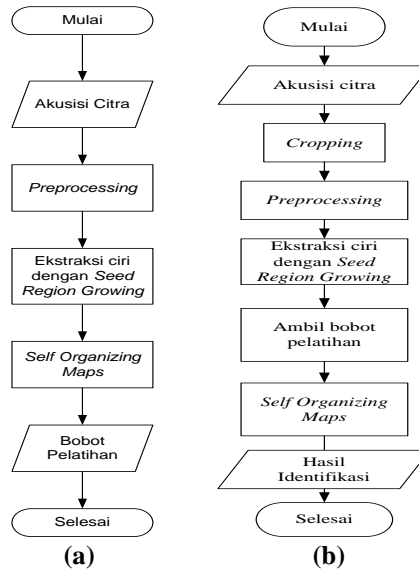 Mulai
Akusisi Citra
Preprocessing
Ekstraksi ciri
dengan Seed
Region Growing
Self Organizing
Maps
Bobot
Pelatihan
Selesai
(a)
Mulai
Akusisi citra
Cropping
Preprocessing
Ekstraksi ciri
dengan Seed
Region Growing
Ambil bobot
pelatihan
Self Organizing
Maps
Hasil
Identifikasi
Selesai
(b)